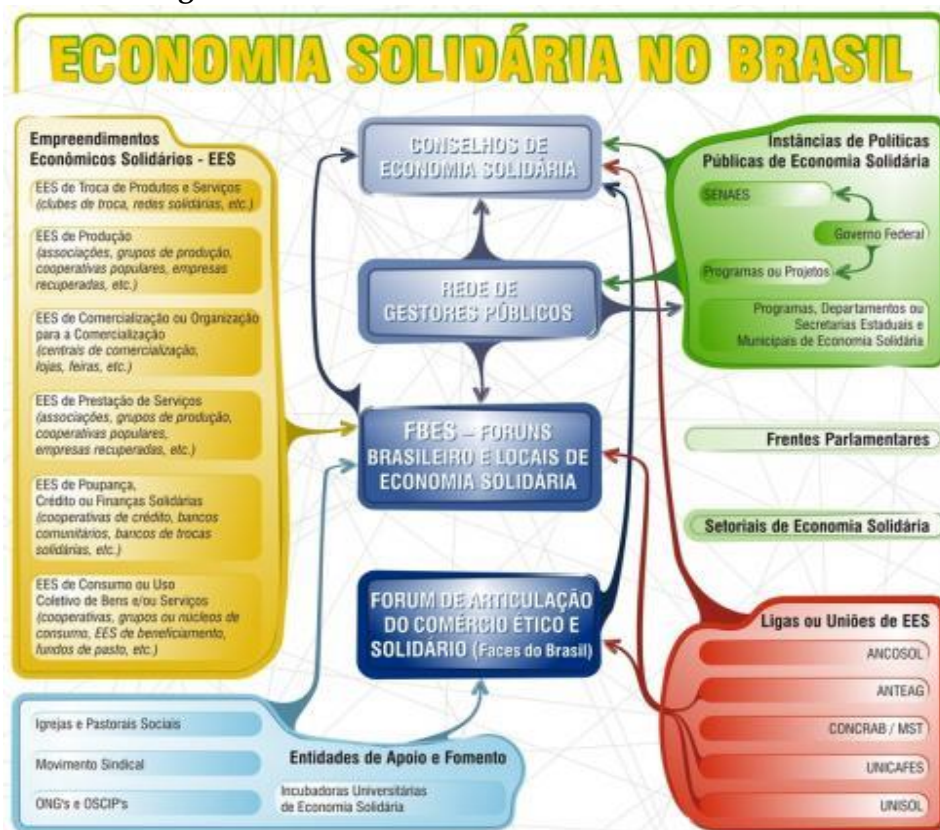 ECONOMIA SOLIDÁRIA NO BRASIL
Empreendimentos
Econômicos Solidários - EES
EES de Troca de Produtos e Serviços
(clubes de troca, redes solidárias, etc.)
EES de Produção
(associações, grupos de produção,
cooperativas populares, empresas
recuperadas, etc.)
EES de Comercialização ou Organização
para a Comercialização
(centrais de comercialização,
lojas, feiras, etc.)
EES de Prestação de Serviços
(associações, grupos de produção,
cooperativas populares,
empresas recuperadas, etc.)
EES de Poupança,
Crédito ou Finanças Solidárias
(cooperativas de crédito, bancos
comunitários, bancos de trocas
solidárias, etc.)
EES de Consumo ou Uso
Coletivo de Bens e/ou Serviços
(cooperativas, grupos ou núcleos de
consumo, EES de beneficiamento,
fundos de pasto, etc.)
CONSELHOS DE
ECONOMIA SOLIDÁRIA
REDE DE
GESTORES PÚBLICOS
FBES – FORUNS
BRASILEIRO E LOCAIS DE
ECONOMIA SOLIDÁRIA
FORUM DE ARTICULAÇÃO
DO COMÉRCIO ÉTICO E
SOLIDÁRIO (Faces do Brasil)
Instâncias de Políticas
Públicas de Economia Solidária
SENAES
Governo Federal
Programas ou Projetos
Programas, Departamentos ou
Secretarias Estaduais e
Municipais de Economia Solidária
Frentes Parlamentares
Setoriais de Economia Solidária
Ligas ou Uniões de EES
ANCOSOL
ANTEAG
CONCRAB / MST
UNICAFES
UNISOL
Igrejas e Pastorais Sociais
Movimento Sindical
ONG's e OSCIP's
Entidades de Apoio e Fomento
Incubadoras Universitárias
de Economia Solidária